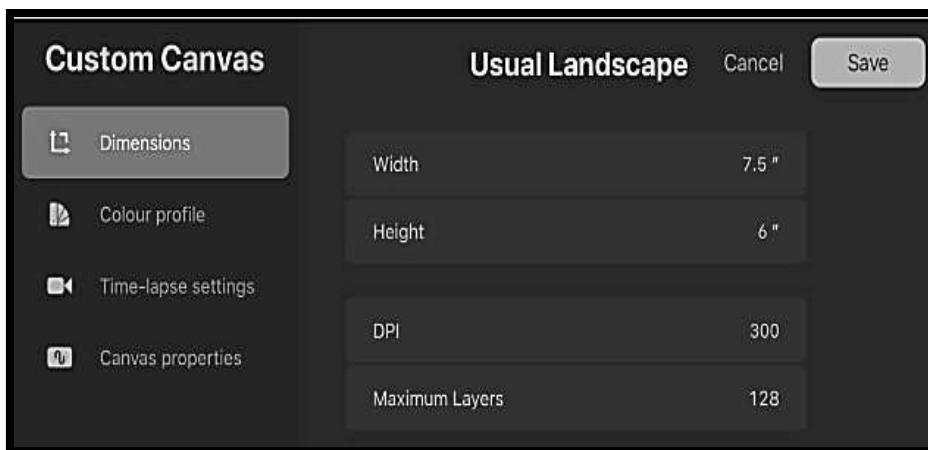 Custom Canvas
Usual Landscape Cancel Save
Dimensions
Colour profile
Time-lapse settings
Canvas properties
Width 7.5 "
Height 6 "
DPI 300
Maximum Layers 128